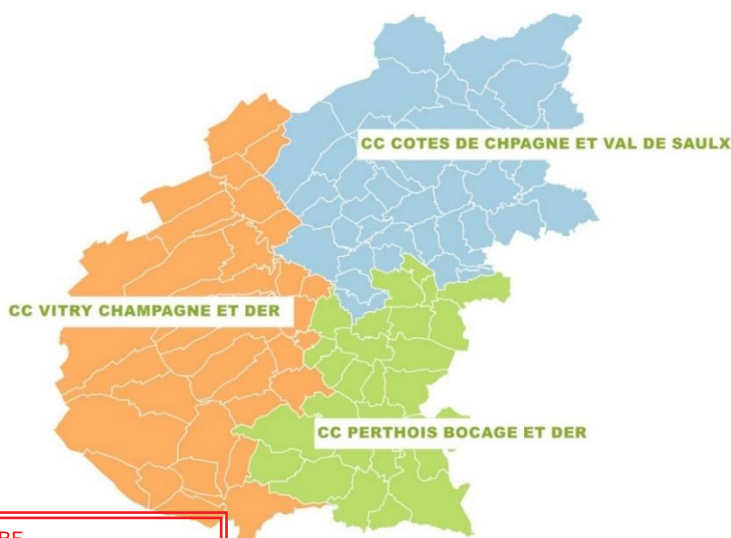 CC COTES DE CHPAGNE ET VAL DE SAULX
CC VITRY CHAMPAGNE ET DER
CC PERTHOIS BOCAGE ET DER